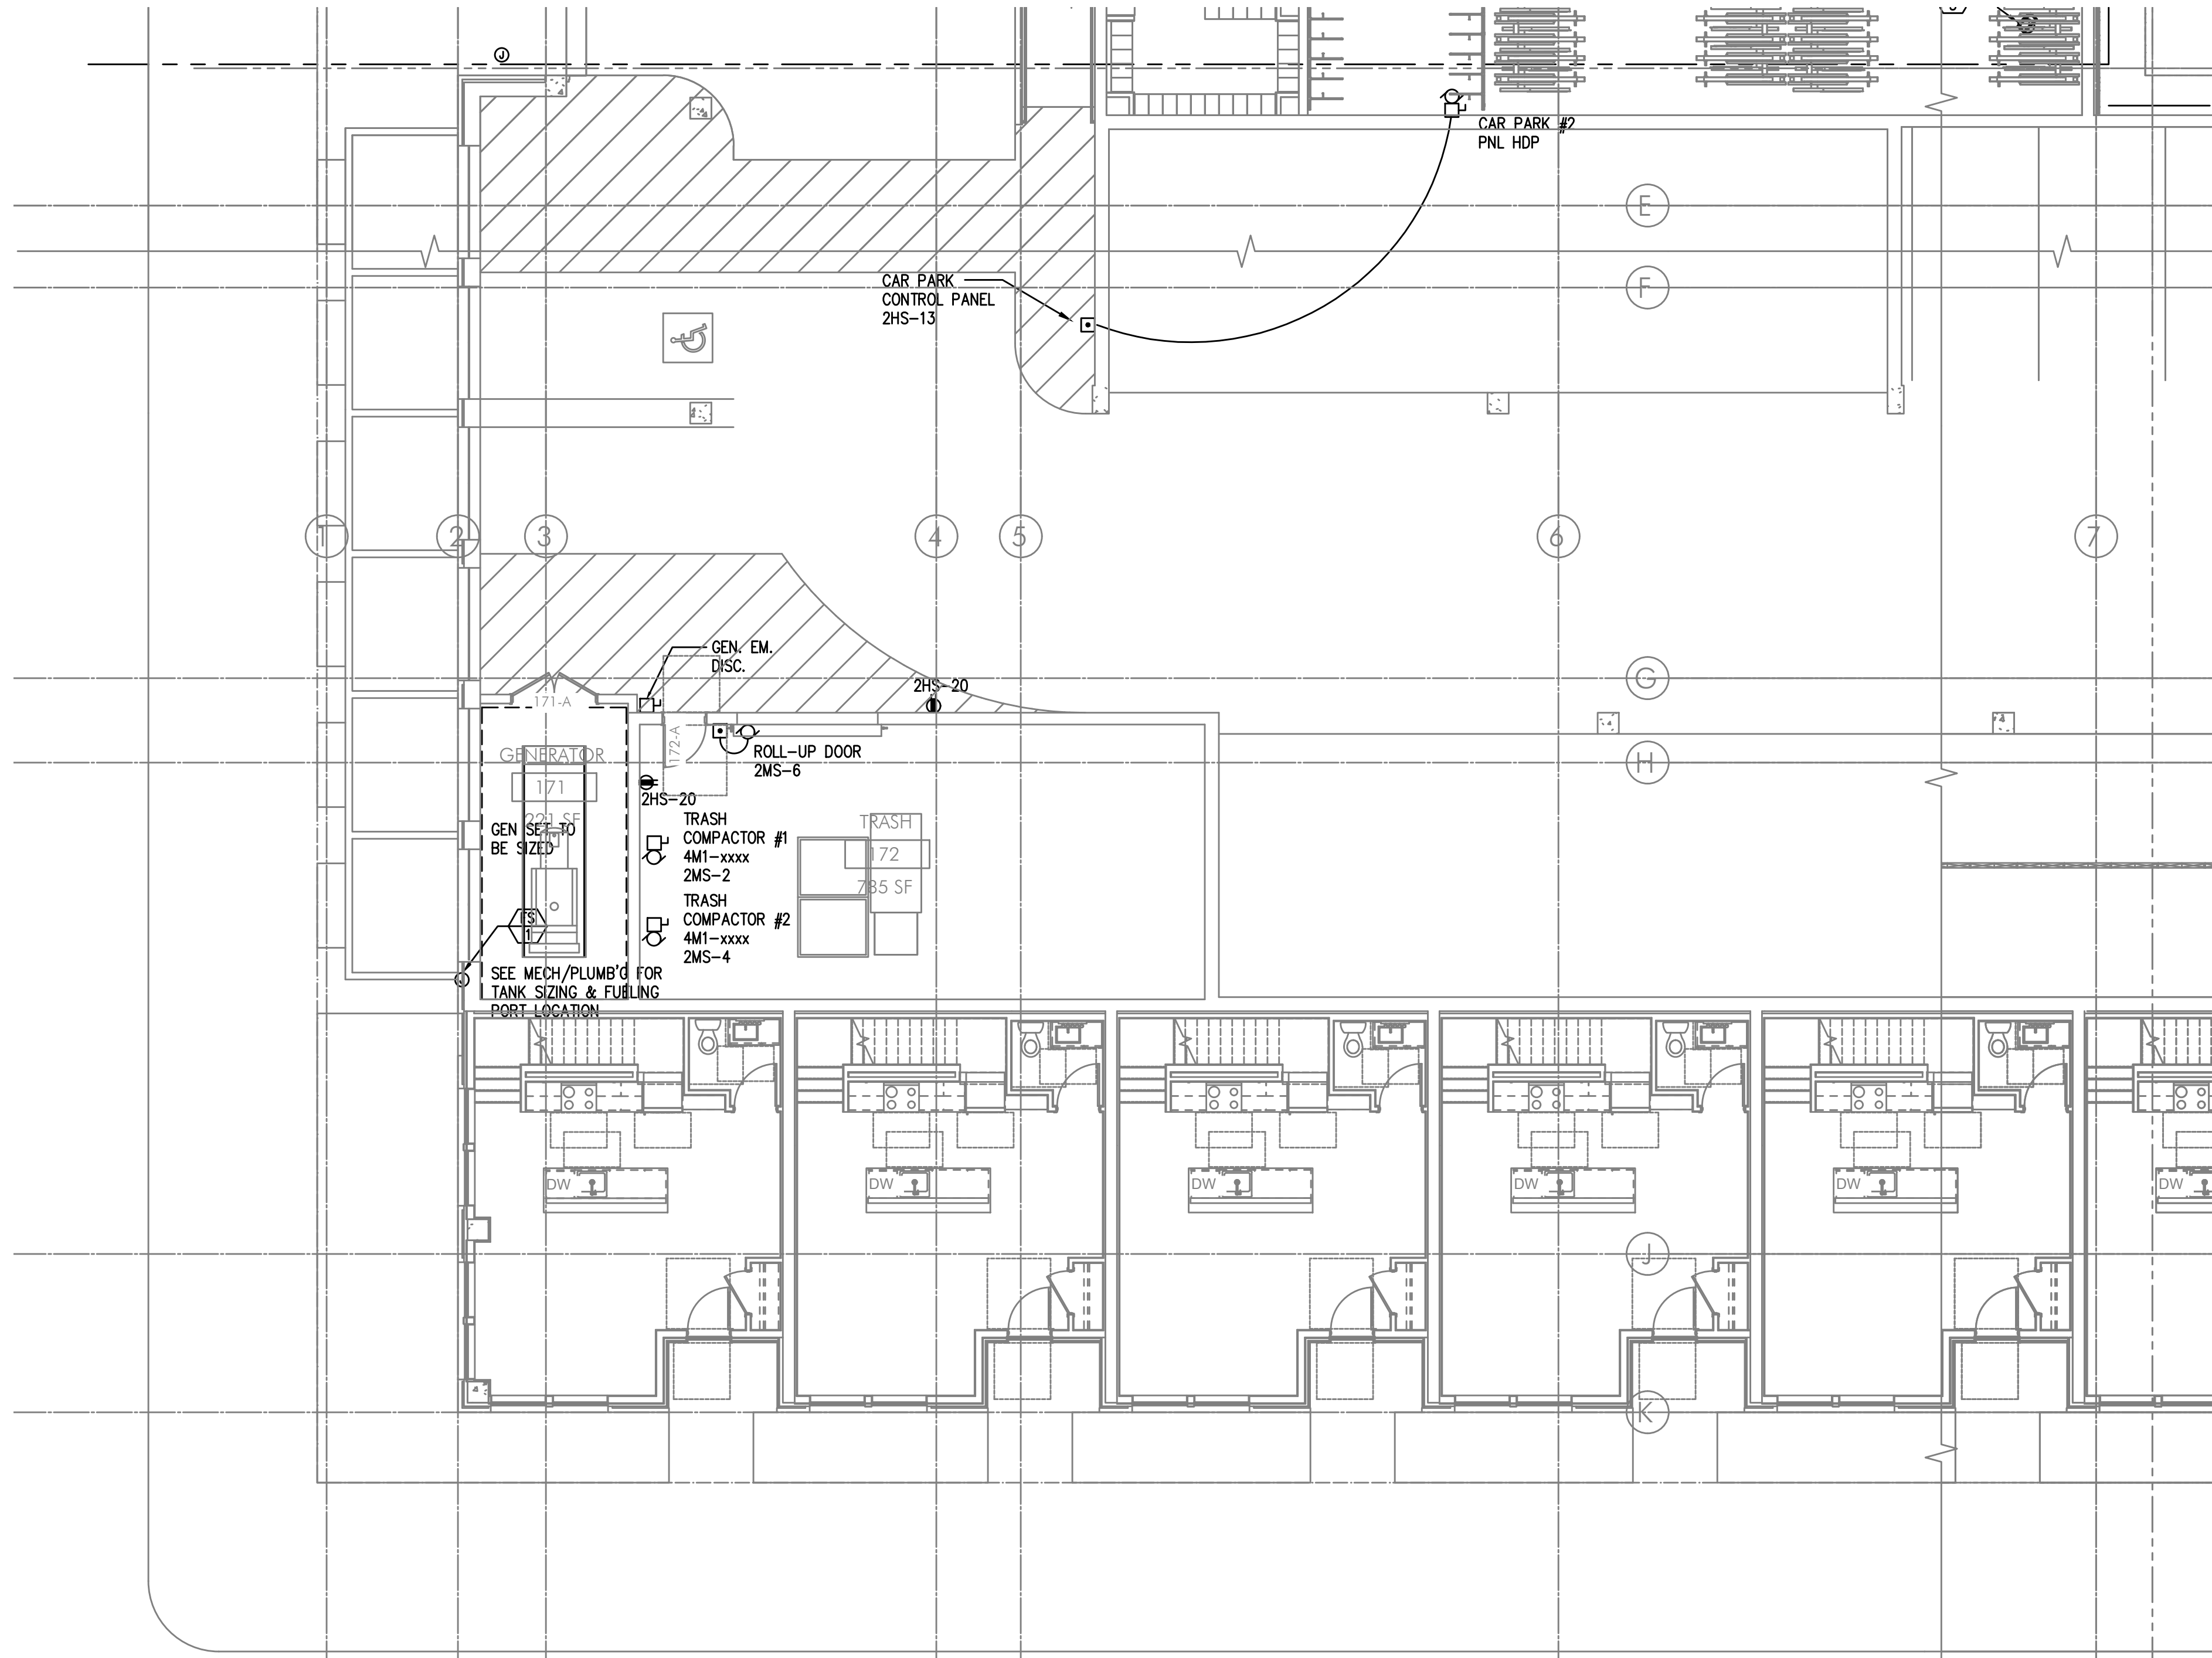 J
CAR PARK #2
PNL HDP
E
CAR PARK
CONTROL PANEL
2HS-13
F
1
2
3
4
5
6
7
GEN. EM.
DISC.
G
2HS-20
171-A
172-A
GENERATOR
171
221 SF
ROLL-UP DOOR
2MS-6
H
2HS-20
GEN SET TO
BE SIZED
TRASH
COMPACTOR #1
4M1-xxxx
2MS-2
TRASH
172
785 SF
TRASH
COMPACTOR #2
4M1-xxxx
2MS-4
FS
1
J
SEE MECH/PLUMB'G FOR
TANK SIZING & FUELING
PORT LOCATION
DW
DW
DW
DW
DW
DW
J
K